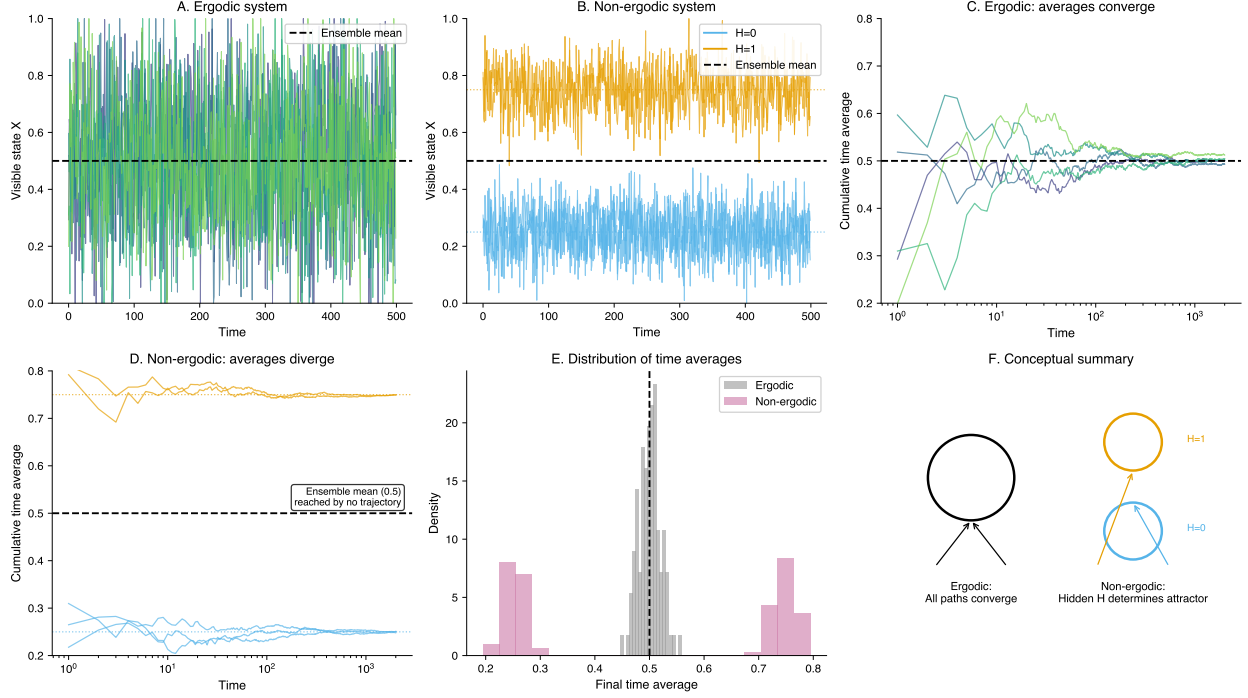 A. Ergodic system
1.0
0.8
0.6
0.4
0.2
0.0
Visible state X
Ensemble mean
0
100
200
300
400
500
Time
B. Non-ergodic system
1.0
0.8
0.6
0.4
0.2
0.0
Visible state X
H=0
H=1
Ensemble mean
0
100
200
300
400
500
Time
C. Ergodic: averages converge
0.8
0.7
0.6
0.5
0.4
0.3
0.2
Cumulative time average
10⁰
10¹
10²
10³
Time
D. Non-ergodic: averages diverge
0.8
0.7
0.6
0.5
0.4
0.3
0.2
Cumulative time average
Ensemble mean (0.5)
reached by no trajectory
10⁰
10¹
10²
10³
Time
E. Distribution of time averages
20
15
10
5
0
Density
Ergodic
Non-ergodic
0.2
0.3
0.4
0.5
0.6
0.7
0.8
Final time average
F. Conceptual summary
H=1
H=0
Ergodic:
All paths converge
Non-ergodic:
Hidden H determines attractor